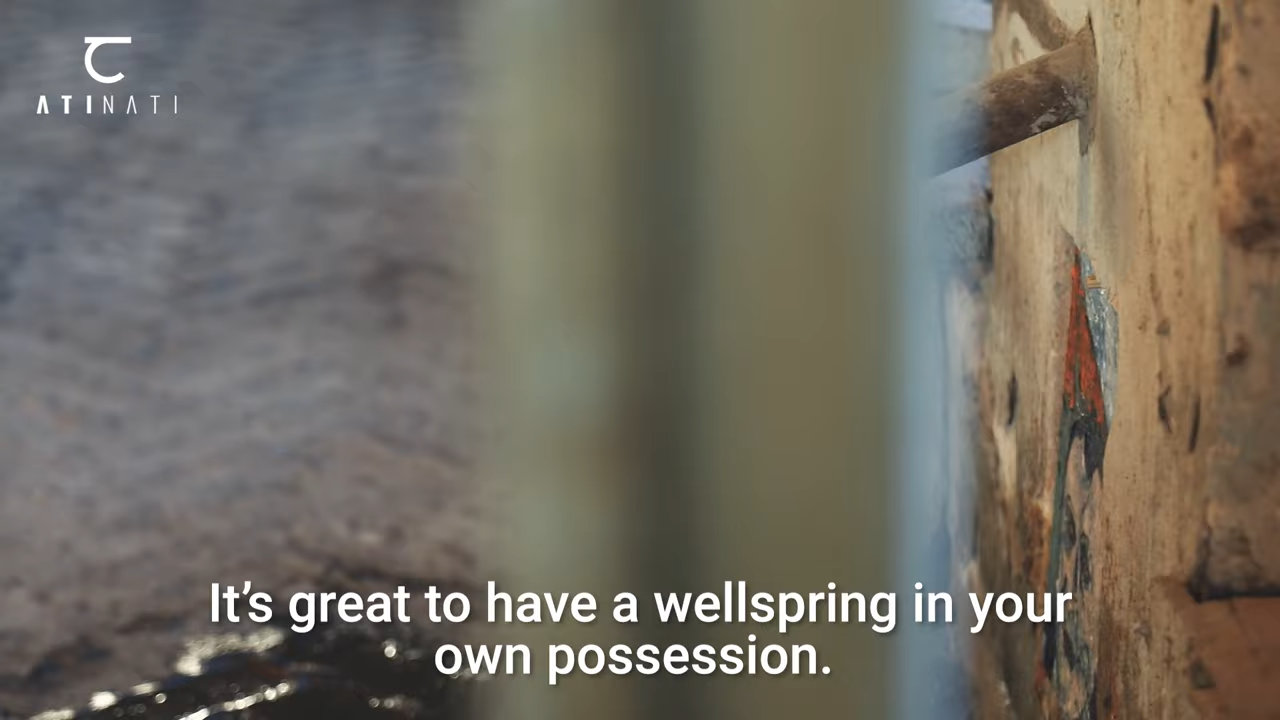 ATINATI
It’s great to have a wellspring in your
own possession.